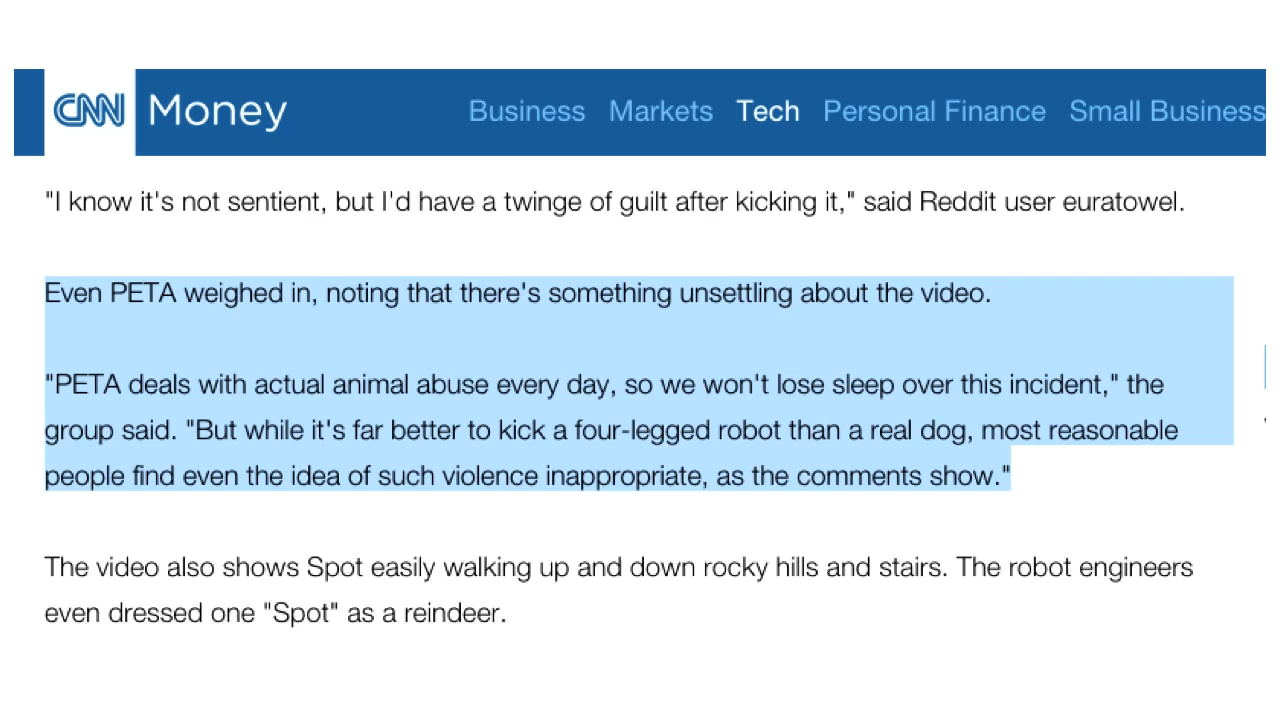 CNN Money Business Markets Tech Personal Finance Small Business
"I know it's not sentient, but I'd have a twinge of guilt after kicking it," said Reddit user euratowel.
Even PETA weighed in, noting that there's something unsettling about the video.
"PETA deals with actual animal abuse every day, so we won't lose sleep over this incident," the
group said. "But while it's far better to kick a four-legged robot than a real dog, most reasonable
people find even the idea of such violence inappropriate, as the comments show."
The video also shows Spot easily walking up and down rocky hills and stairs. The robot engineers
even dressed one "Spot" as a reindeer.